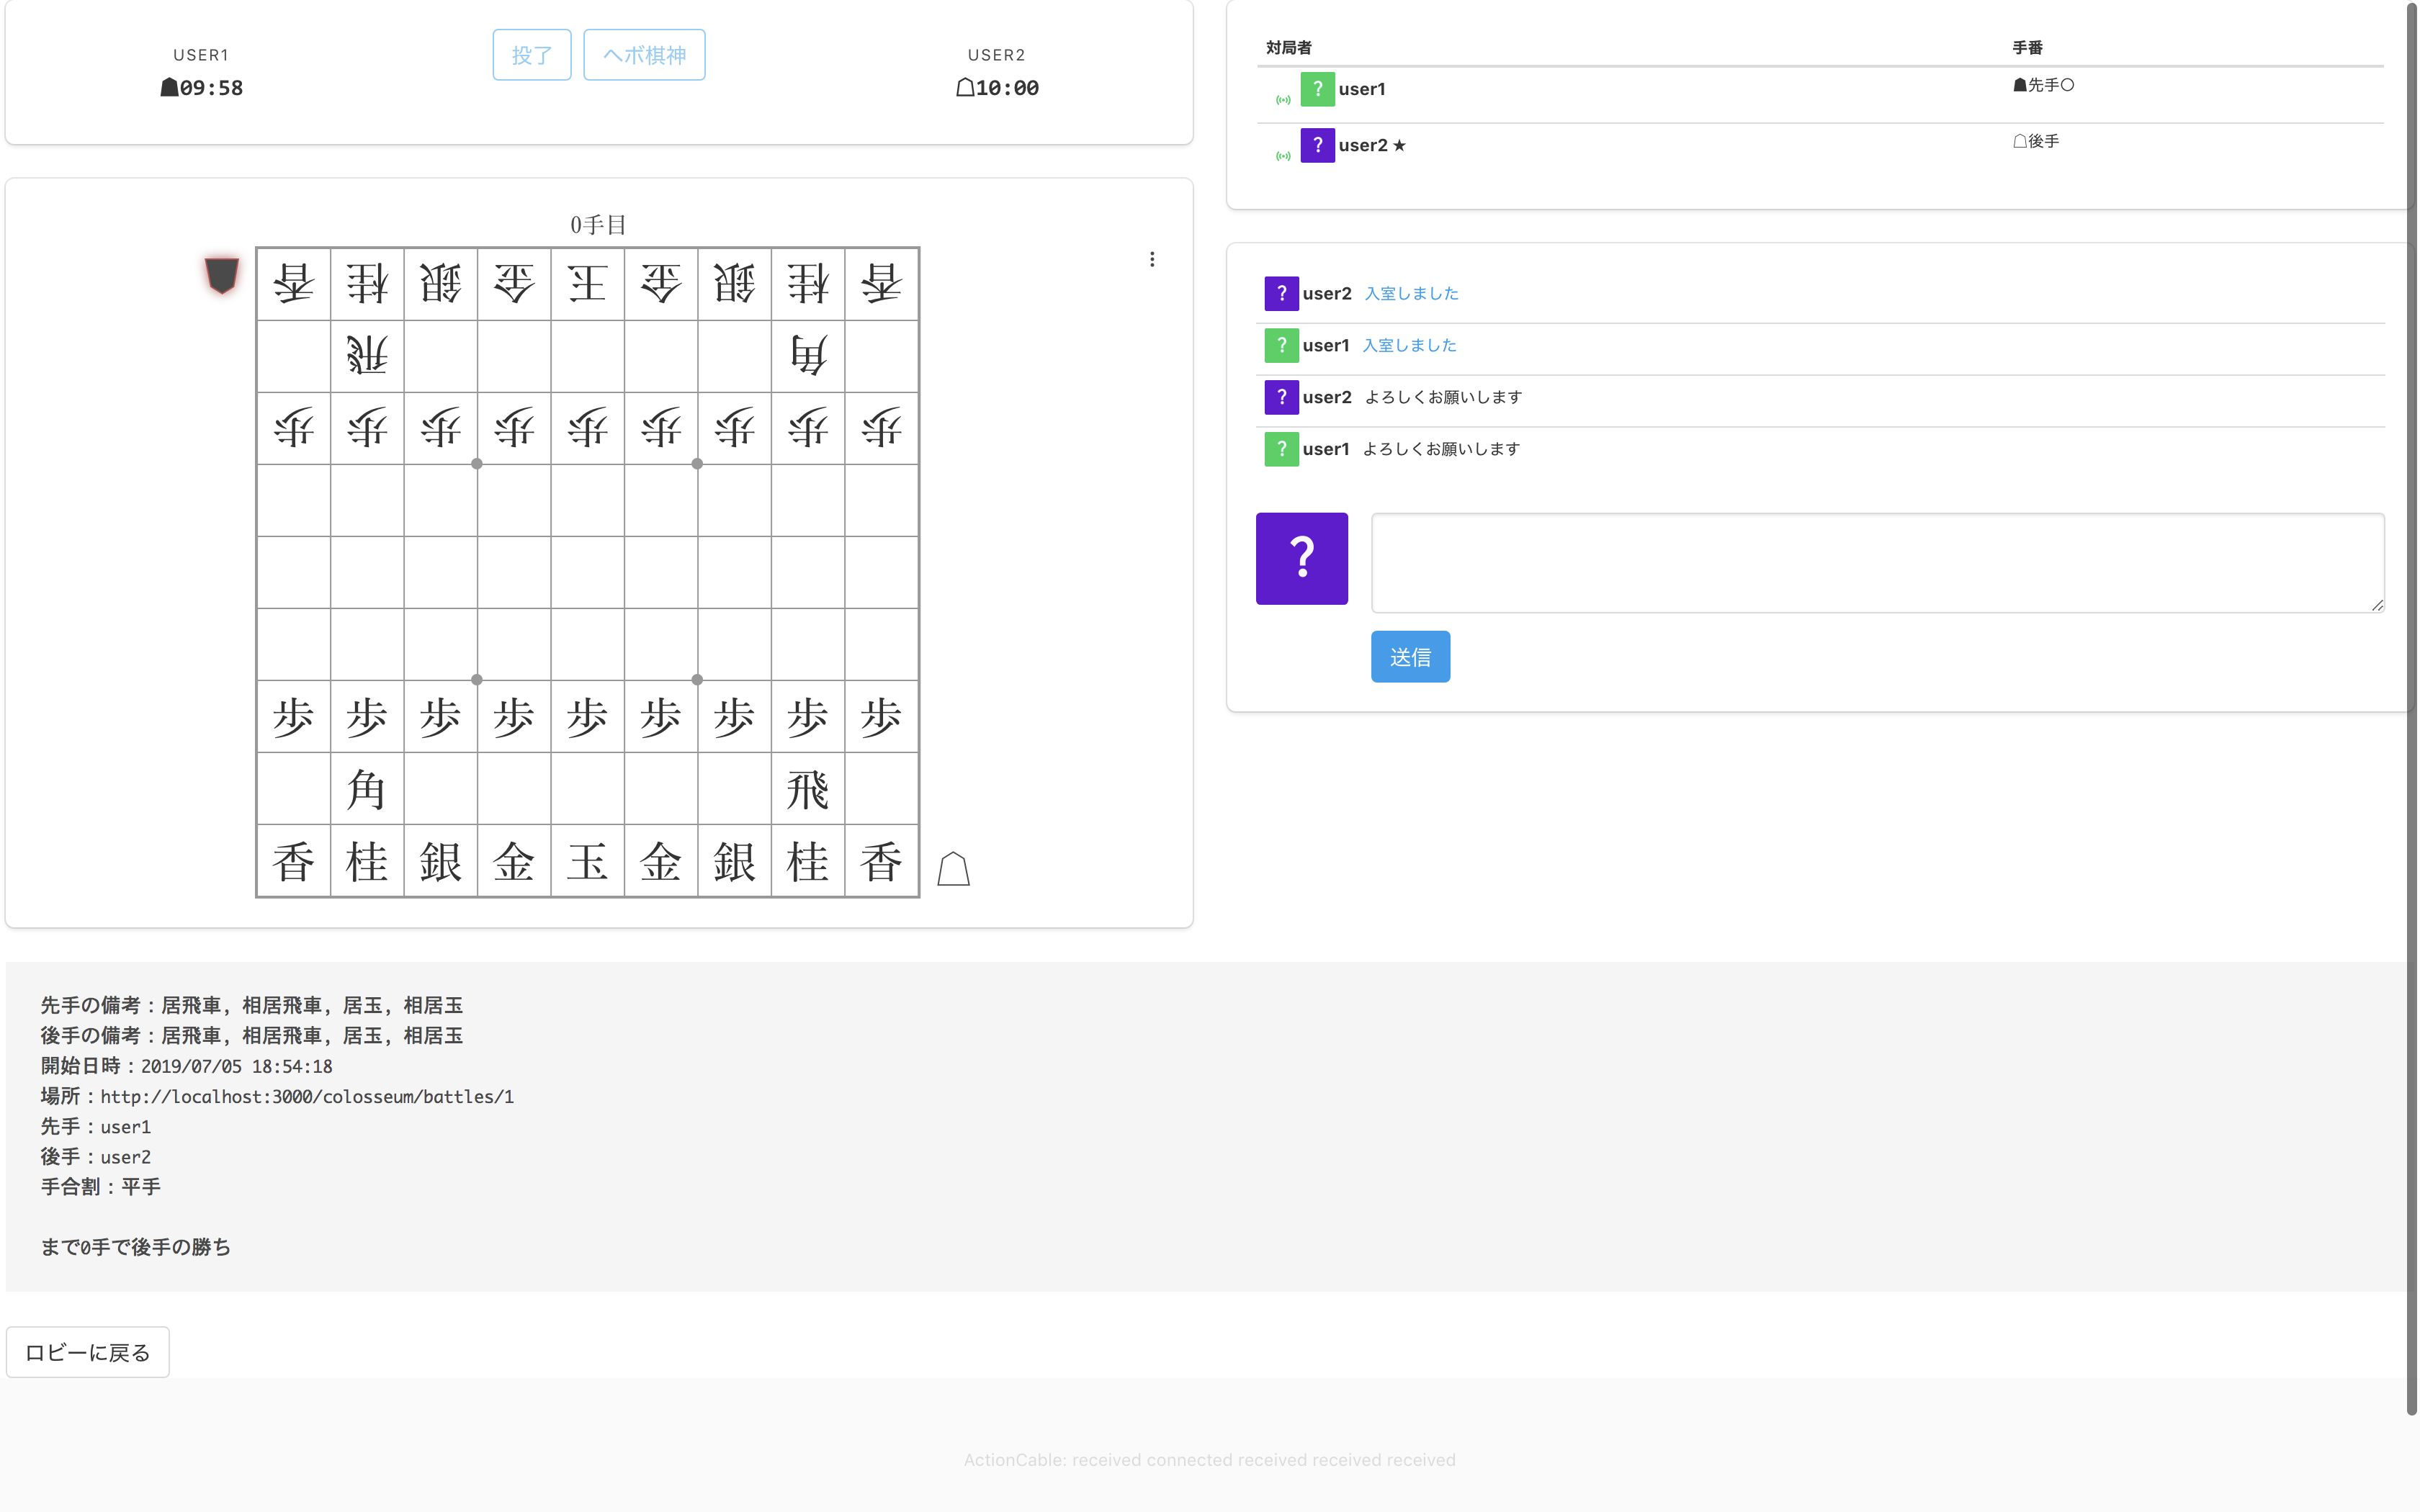 USER1
09:58
投了
ヘボ棋神
USER2
10:00
0手目
香桂銀金王金銀桂香
飛角
歩歩歩歩歩歩歩歩歩
歩歩歩歩歩歩歩歩歩
角飛
香桂銀金玉金銀桂香
対局者 手番
? user1 先手○
? user2 ★ 後手
? user2 入室しました
? user1 入室しました
? user2 よろしくお願いします
? user1 よろしくお願いします
?
送信
先手の備考：居飛車, 相居飛車, 居玉, 相居玉
後手の備考：居飛車, 相居飛車, 居玉, 相居玉
開始日時：2019/07/05 18:54:18
場所：http://localhost:3000/colosseum/battles/1
先手：user1
後手：user2
手合割：平手
まで0手で後手の勝ち
ロビーに戻る
ActionCable: received connected received received received